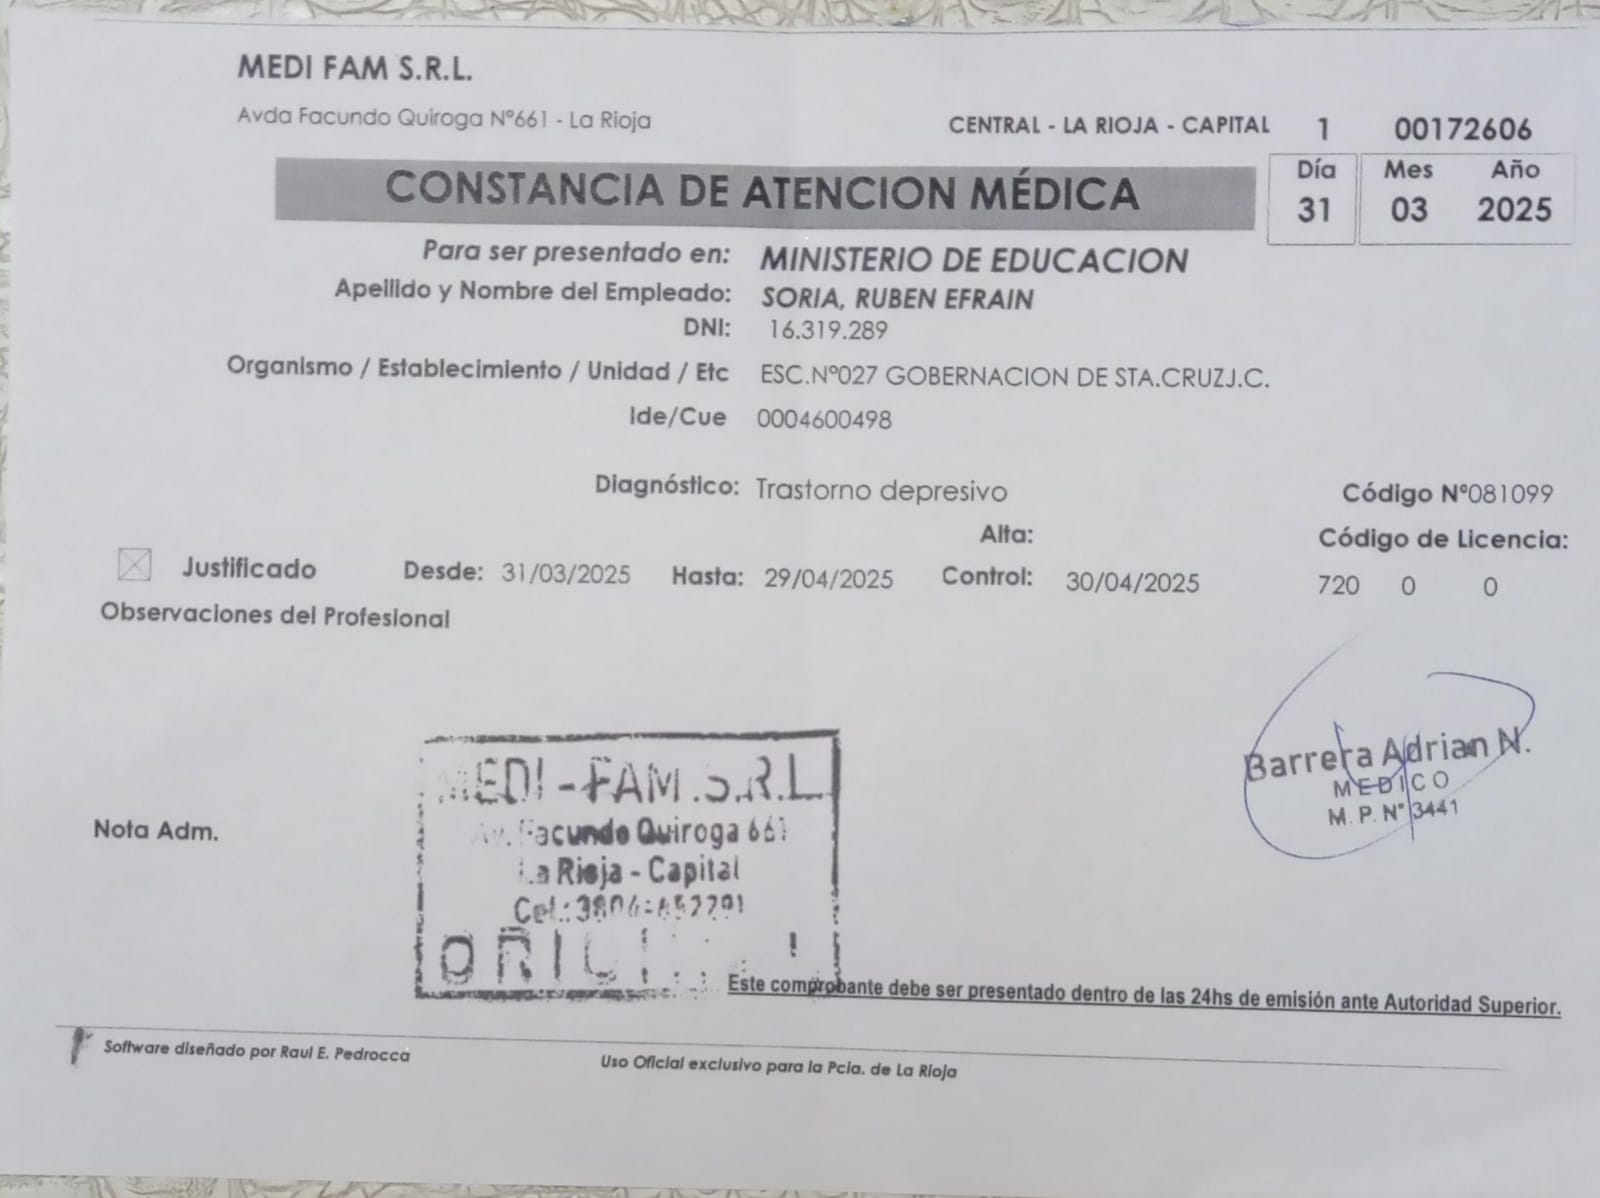 MEDI FAM S.R.L.
Avda Facundo Quiroga Nº661 - La Rioja
CENTRAL - LA RIOJA - CAPITAL 1 00172606
CONSTANCIA DE ATENCION MÉDICA
Día Mes Año
31 03 2025
Para ser presentado en: MINISTERIO DE EDUCACION
Apellido y Nombre del Empleado: SORIA, RUBEN EFRAIN
DNI: 16.319.289
Organismo / Establecimiento / Unidad / Etc ESC.Nº027 GOBERNACION DE STA.CRUZJ.C.
Ide/Cue 0004600498
Diagnóstico: Trastorno depresivo
Código Nº081099
Alta:
Código de Licencia:
Justificado Desde: 31/03/2025 Hasta: 29/04/2025 Control: 30/04/2025 720 0 0
Observaciones del Profesional
Barrera Adrian N.
MEDICO
M. P. Nº 3441
Nota Adm.
MEDI-FAM.S.R.L
Av. Facundo Quiroga 661
La Rioja - Capital
Cel.:
Este comprobante debe ser presentado dentro de las 24hs de emisión ante Autoridad Superior.
Software diseñado por Raul E. Pedrocca
Uso Oficial exclusivo para la Pcia. de La Rioja